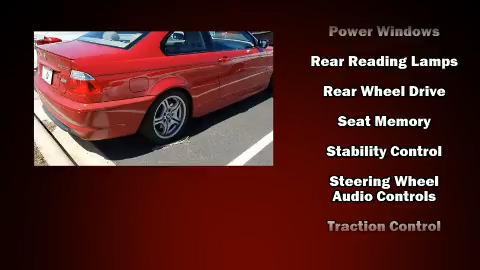 Power Windows
Rear Reading Lamps
Rear Wheel Drive
Seat Memory
Stability Control
Steering Wheel
Audio Controls
Traction Control